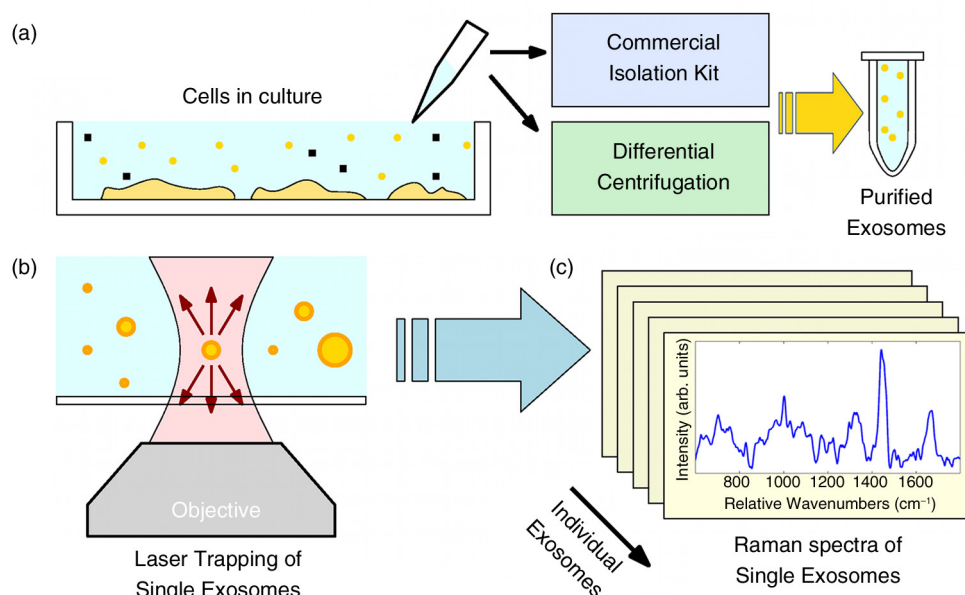 (a)
Cells in culture
Commercial
Isolation Kit
Differential
Centrifugation
Purified
Exosomes
(b)
Objective
Laser Trapping of
Single Exosomes
(c)
Intensity (arb. units)
800 1000 1200 1400 1600
Relative Wavenumbers (cm⁻¹)
Individual
Exosomes
Raman spectra of
Single Exosomes